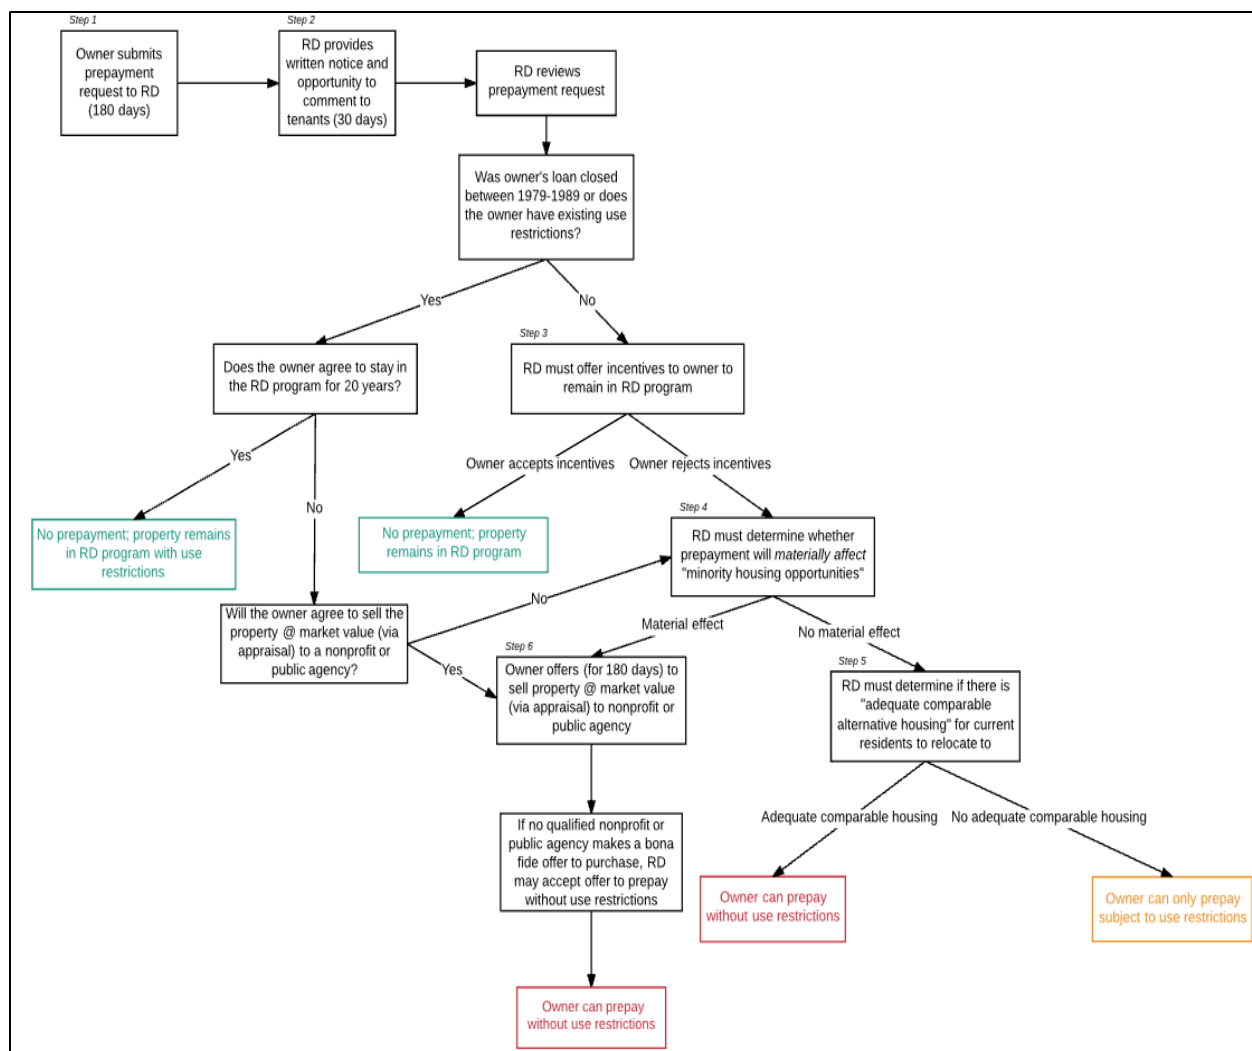 Step 1
Owner submits
prepayment
request to RD
(180 days)
Step 2
RD provides
written notice and
opportunity to
comment to
tenants (30 days)
RD reviews
prepayment request
Was owner's loan closed
between 1979-1989 or does
the owner have existing use
restrictions?
Yes
No
Does the owner agree to stay in
the RD program for 20 years?
Step 3
RD must offer incentives to owner to
remain in RD program
Yes
No
Owner accepts incentives
Owner rejects incentives
No prepayment; property remains
in RD program with use
restrictions
No prepayment; property
remains in RD program
Step 4
RD must determine whether
prepayment will materially affect
"minority housing opportunities"
Will the owner agree to sell the
property @ market value (via
appraisal) to a nonprofit or
public agency?
No
Yes
Material effect
No material effect
Step 6
Owner offers (for 180 days) to
sell property @ market value
(via appraisal) to nonprofit or
public agency
Step 5
RD must determine if there is
"adequate comparable
alternative housing" for current
residents to relocate to
Adequate comparable housing
No adequate comparable housing
If no qualified nonprofit or
public agency makes a bona
fide offer to purchase, RD
may accept offer to prepay
without use restrictions
Owner can prepay
without use restrictions
Owner can only prepay
subject to use restrictions
Owner can prepay
without use restrictions